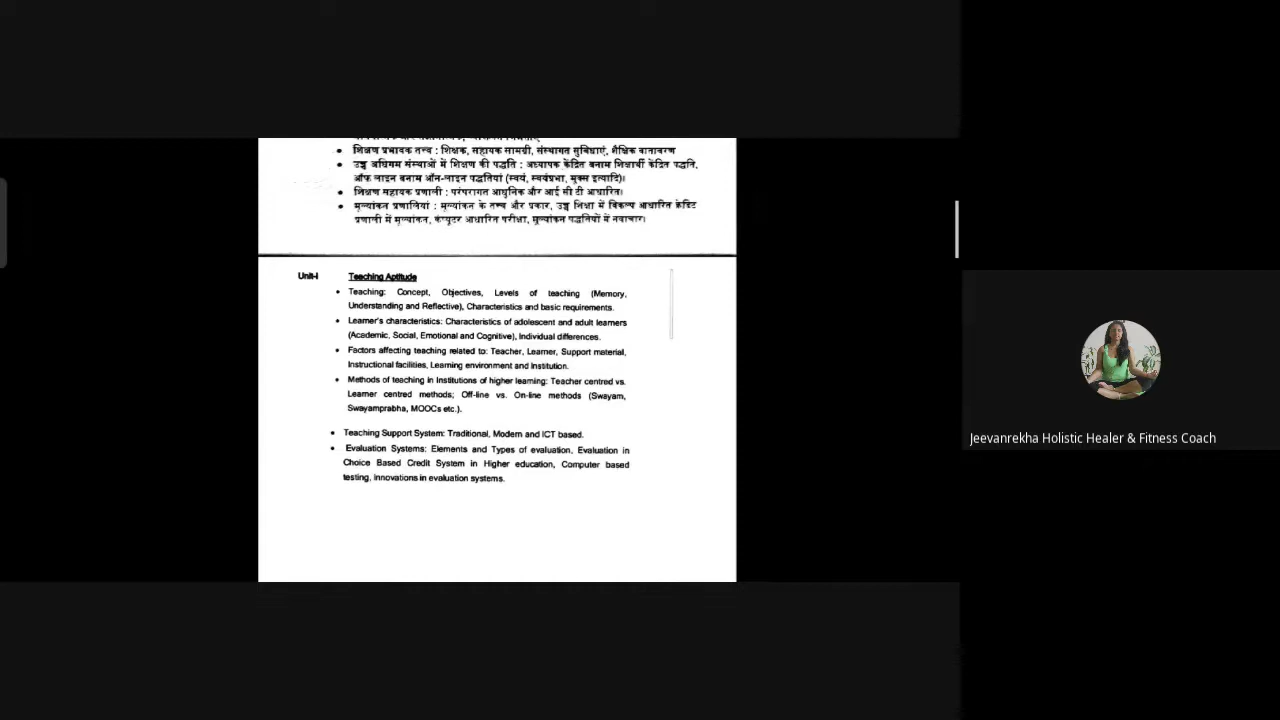 शिक्षण प्रभावक तत्त्व : शिक्षक, सहायक सामग्री, संस्थागत सुविधाएं, शैक्षिक वातावरण
उच्च अधिगम संस्थाओं में शिक्षण की पद्धति : अध्यापक केंद्रित बनाम शिक्षार्थी केंद्रित पद्धति,
ऑफ लाइन बनाम ऑन-लाइन पद्धतियां (स्वयं, स्वयंप्रभा, मूक्स इत्यादि)।
शिक्षण सहायक प्रणाली : परंपरागत आधुनिक और आई सी टी आधारित।
मूल्यांकन प्रणालियां : मूल्यांकन के तत्त्व और प्रकार, उच्च शिक्षा में विकल्प आधारित क्रेडिट
प्रणाली में मूल्यांकन, कंप्यूटर आधारित परीक्षा, मूल्यांकन पद्धतियों में नवाचार।
Unit-I Teaching Aptitude
• Teaching: Concept, Objectives, Levels of teaching (Memory,
Understanding and Reflective), Characteristics and basic requirements.
• Learner's characteristics: Characteristics of adolescent and adult learners
(Academic, Social, Emotional and Cognitive), Individual differences.
• Factors affecting teaching related to: Teacher, Learner, Support material,
Instructional facilities, Learning environment and Institution.
• Methods of teaching in Institutions of higher learning: Teacher centred vs.
Learner centred methods; Off-line vs. On-line methods (Swayam,
Swayamprabha, MOOCs etc.).
• Teaching Support System: Traditional, Modern and ICT based.
• Evaluation Systems: Elements and Types of evaluation, Evaluation in
Choice Based Credit System in Higher education, Computer based
testing, Innovations in evaluation systems.
Jeevanrekha Holistic Healer & Fitness Coach